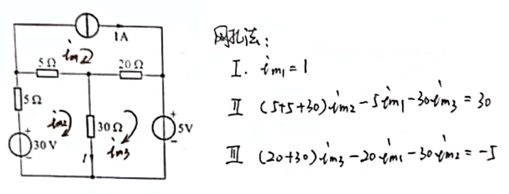 1A
im2
5Ω
20Ω
5Ω
im2
30Ω
5V
30V
I
im3
网孔法：
I. im1=1
II (5+5+30)im2-5im1-30im3=30
III (20+30)im3-20im1-30im2=-5